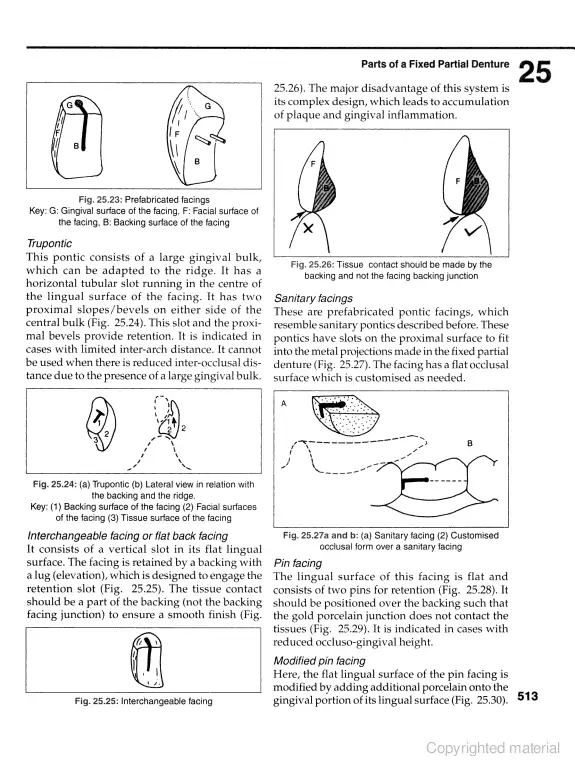 Parts of a Fixed Partial Denture
25
G
F
B
G
F
B
Fig. 25.23: Prefabricated facings
Key: G: Gingival surface of the facing, F: Facial surface of
the facing, B: Backing surface of the facing
Trupontic
This pontic consists of a large gingival bulk,
which can be adapted to the ridge. It has a
horizontal tubular slot running in the centre of
the lingual surface of the facing. It has two
proximal slopes/bevels on either side of the
central bulk (Fig. 25.24). This slot and the proxi-
mal bevels provide retention. It is indicated in
cases with limited inter-arch distance. It cannot
be used when there is reduced inter-occlusal dis-
tance due to the presence of a large gingival bulk.
1
2
3
2
2
Fig. 25.24: (a) Trupontic (b) Lateral view in relation with
the backing and the ridge.
Key: (1) Backing surface of the facing (2) Facial surfaces
of the facing (3) Tissue surface of the facing
Interchangeable facing or flat back facing
It consists of a vertical slot in its flat lingual
surface. The facing is retained by a backing with
a lug (elevation), which is designed to engage the
retention slot (Fig. 25.25). The tissue contact
should be a part of the backing (not the backing
facing junction) to ensure a smooth finish (Fig.
Fig. 25.25: Interchangeable facing
25.26). The major disadvantage of this system is
its complex design, which leads to accumulation
of plaque and gingival inflammation.
F
B
F
B
Fig. 25.26: Tissue contact should be made by the
backing and not the facing backing junction
Sanitary facings
These are prefabricated pontic facings, which
resemble sanitary pontics described before. These
pontics have slots on the proximal surface to fit
into the metal projections made in the fixed partial
denture (Fig. 25.27). The facing has a flat occlusal
surface which is customised as needed.
A
B
Fig. 25.27a and b: (a) Sanitary facing (2) Customised
occlusal form over a sanitary facing
Pin facing
The lingual surface of this facing is flat and
consists of two pins for retention (Fig. 25.28). It
should be positioned over the backing such that
the gold porcelain junction does not contact the
tissues (Fig. 25.29). It is indicated in cases with
reduced occluso-gingival height.
Modified pin facing
Here, the flat lingual surface of the pin facing is
modified by adding additional porcelain onto the
gingival portion of its lingual surface (Fig. 25.30).
513
Copyrighted material